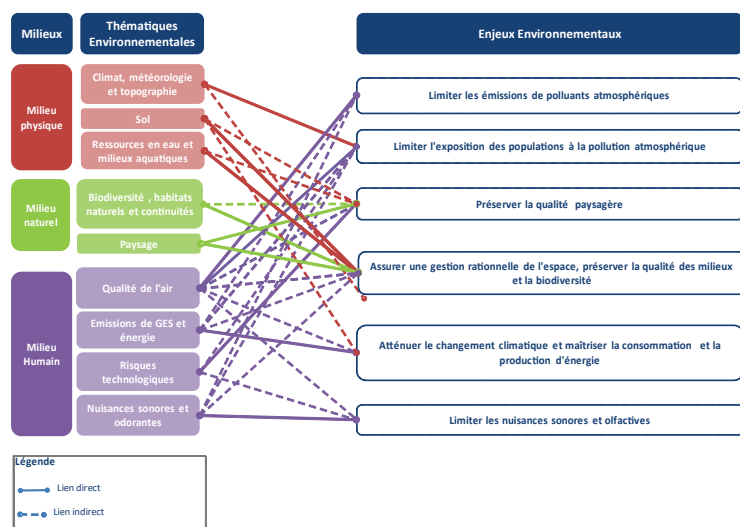 Milieux
Thématiques
Environnementales
Enjeux Environnementaux
Milieu
physique
Climat, météorologie
et topographie
Sol
Ressources en eau et
milieux aquatiques
Milieu
naturel
Biodiversité , habitats
naturels et continuités
Paysage
Milieu
Humain
Qualité de l'air
Emissions de GES et
énergie
Risques
technologiques
Nuisances sonores et
odorantes
Limiter les émissions de polluants atmosphériques
Limiter l'exposition des populations à la pollution atmosphérique
Préserver la qualité paysagère
Assurer une gestion rationnelle de l'espace, préserver la qualité des milieux
et la biodiversité
Atténuer le changement climatique et maîtriser la consommation et la
production d'énergie
Limiter les nuisances sonores et olfactives
Légende
Lien direct
Lien indirect